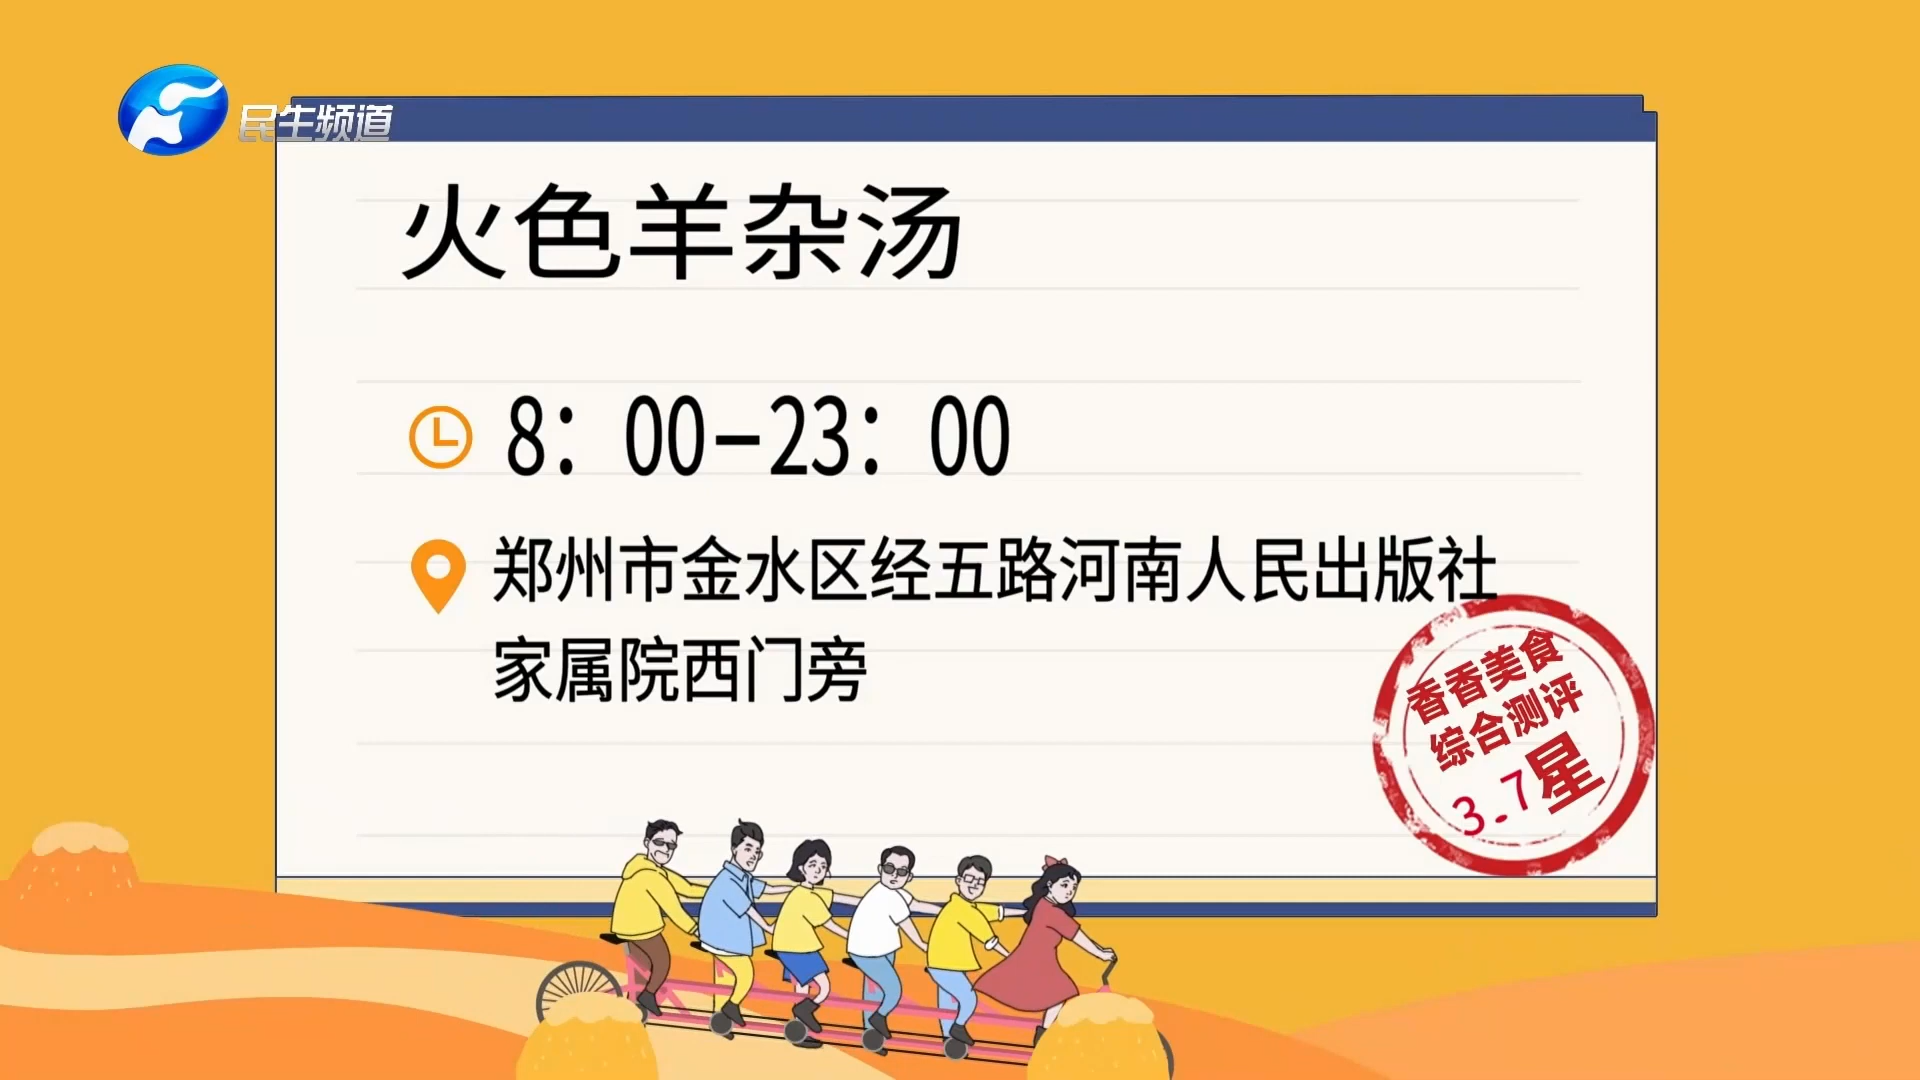 民生频道
火色羊杂汤
8：00-23：00
郑州市金水区经五路河南人民出版社
家属院西门旁
香香美食
综合测评
3.7星